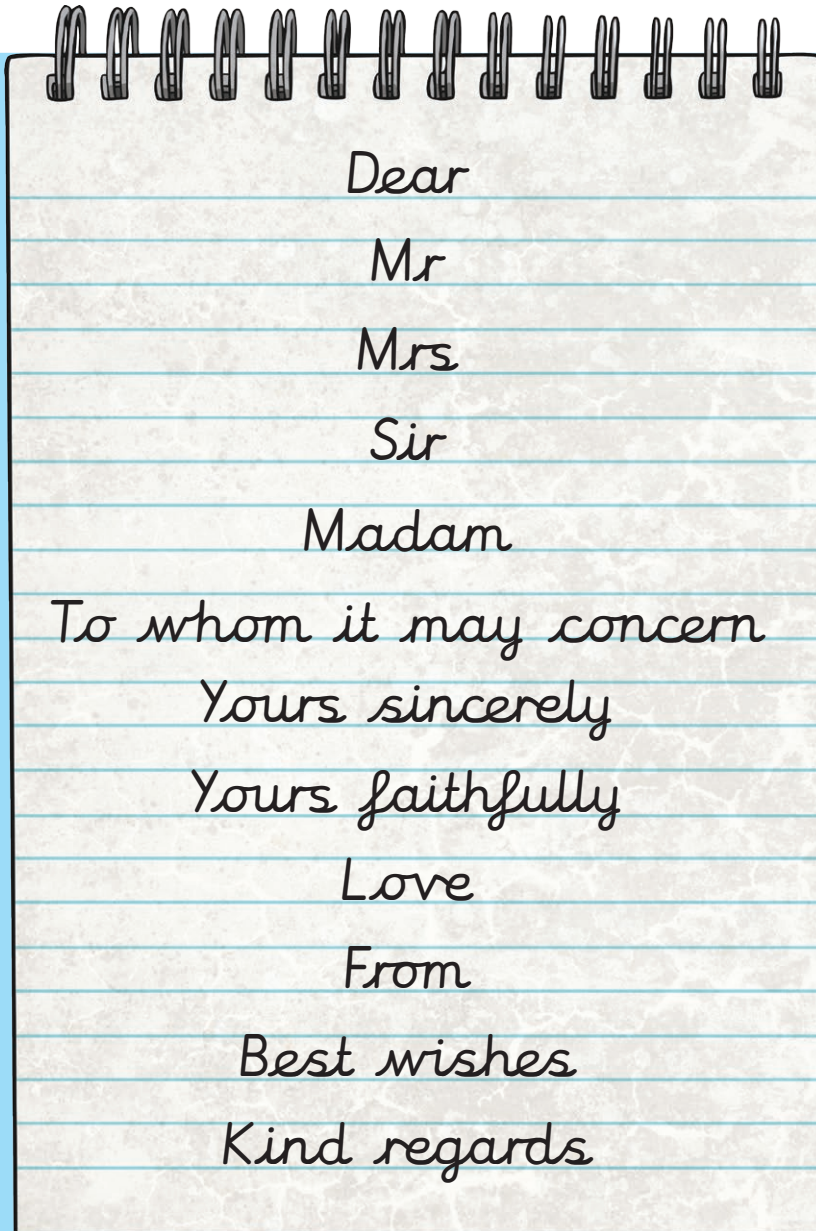 Dear
Mr
Mrs
Sir
Madam
To whom it may concern
Yours sincerely
Yours faithfully
Love
From
Best wishes
Kind regards